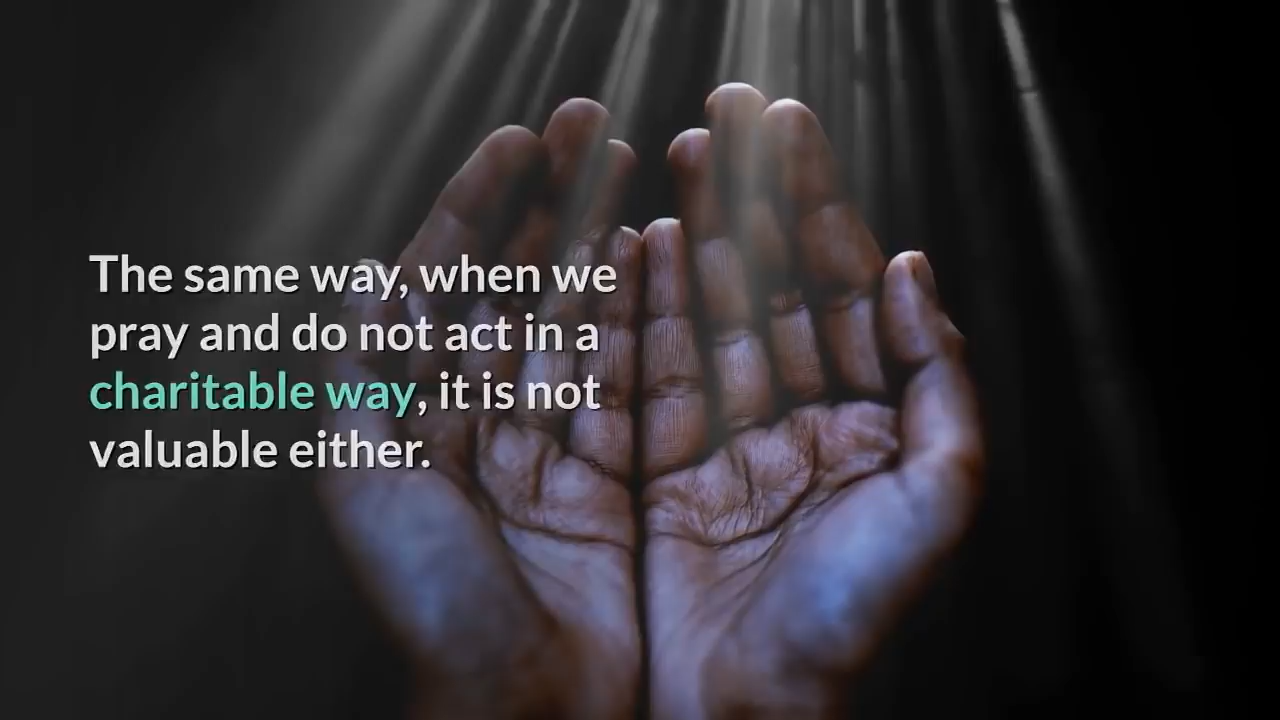 The same way, when we
pray and do not act in a
charitable way, it is not
valuable either.